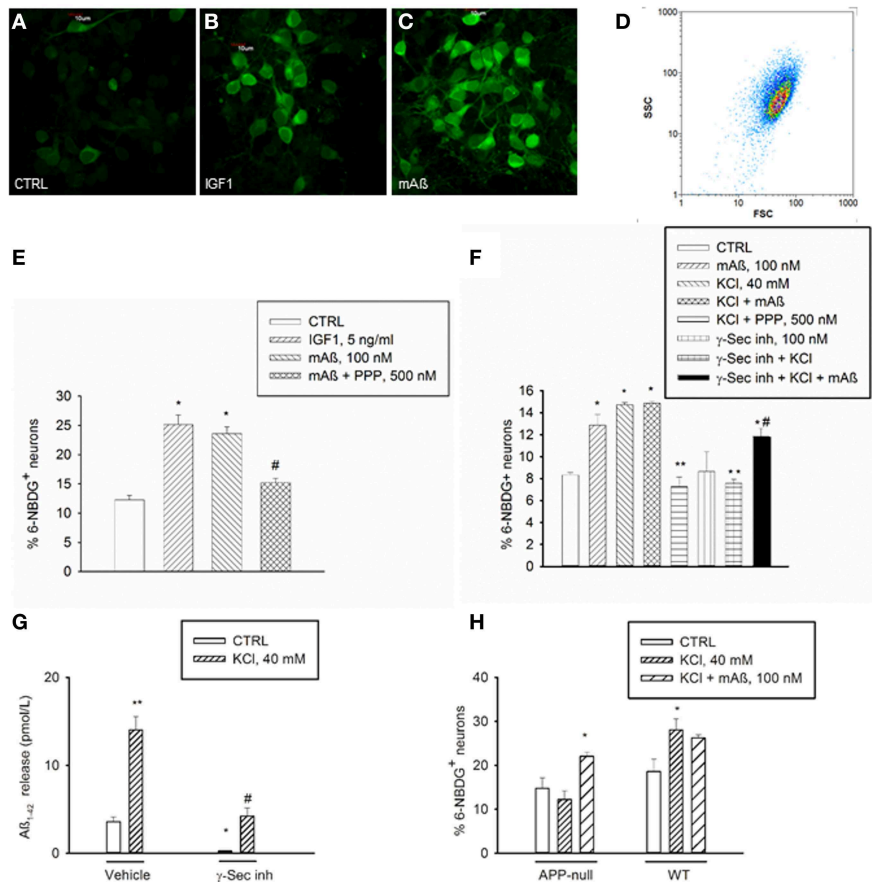 A
10um
CTRL
B
10um
IGF1
C
10um
mAß
D
1000
100
10
1
SSC
1
10
100
1000
FSC
E
CTRL
IGF1, 5 ng/ml
mAß, 100 nM
mAß + PPP, 500 nM
30
25
20
15
10
5
0
% 6-NBDG+ neurons
*
*
#
F
CTRL
mAß, 100 nM
KCl, 40 mM
KCl + mAß
KCl + PPP, 500 nM
γ-Sec inh, 100 nM
γ-Sec inh + KCl
γ-Sec inh + KCl + mAß
16
14
12
10
8
6
4
2
0
% 6-NBDG+ neurons
*
*
*
**
**
*#
G
CTRL
KCl, 40 mM
20
10
0
Aß1-42 release (pmol/L)
**
*
#
Vehicle
γ-Sec inh
H
CTRL
KCl, 40 mM
KCl + mAß, 100 nM
40
30
20
10
0
% 6-NBDG+ neurons
*
*
APP-null
WT